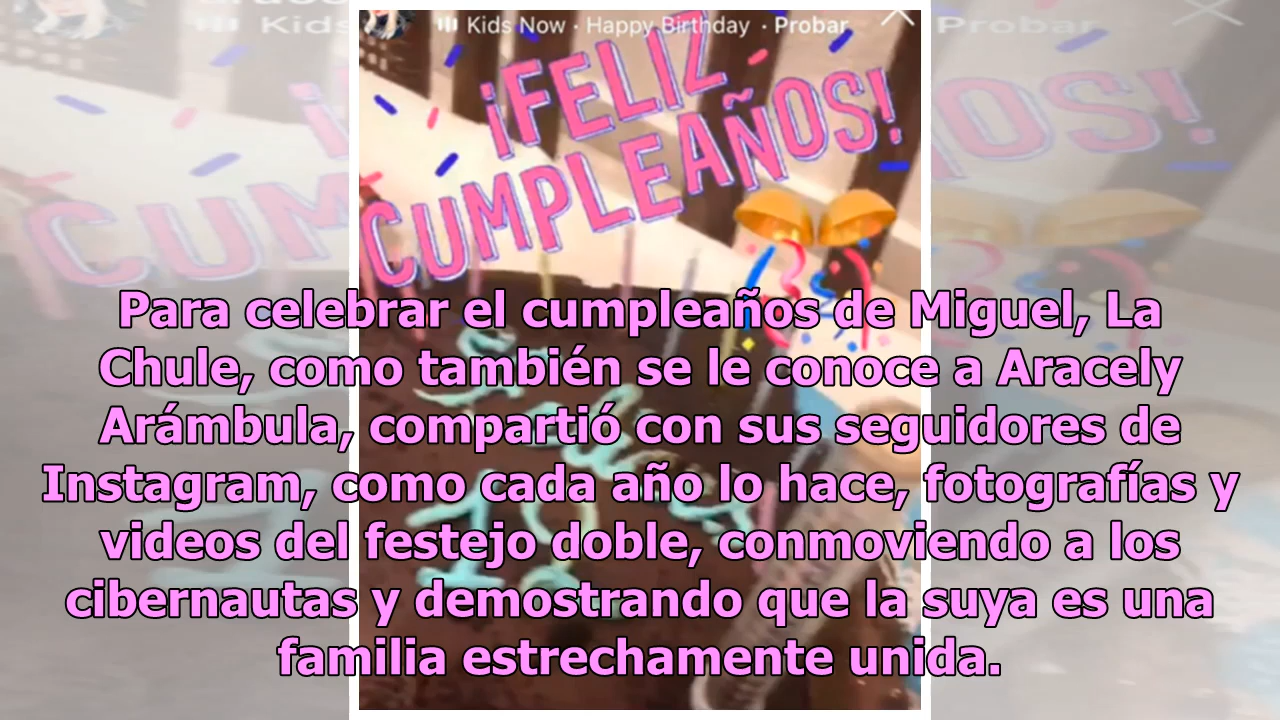 Kids Now · Happy Birthday · Probar
¡FELIZ
CUMPLEAÑOS!
Para celebrar el cumpleaños de Miguel, La
Chule, como también se le conoce a Aracely
Arámbula, compartió con sus seguidores de
Instagram, como cada año lo hace, fotografías y
videos del festejo doble, conmoviendo a los
cibernautas y demostrando que la suya es una
familia estrechamente unida.